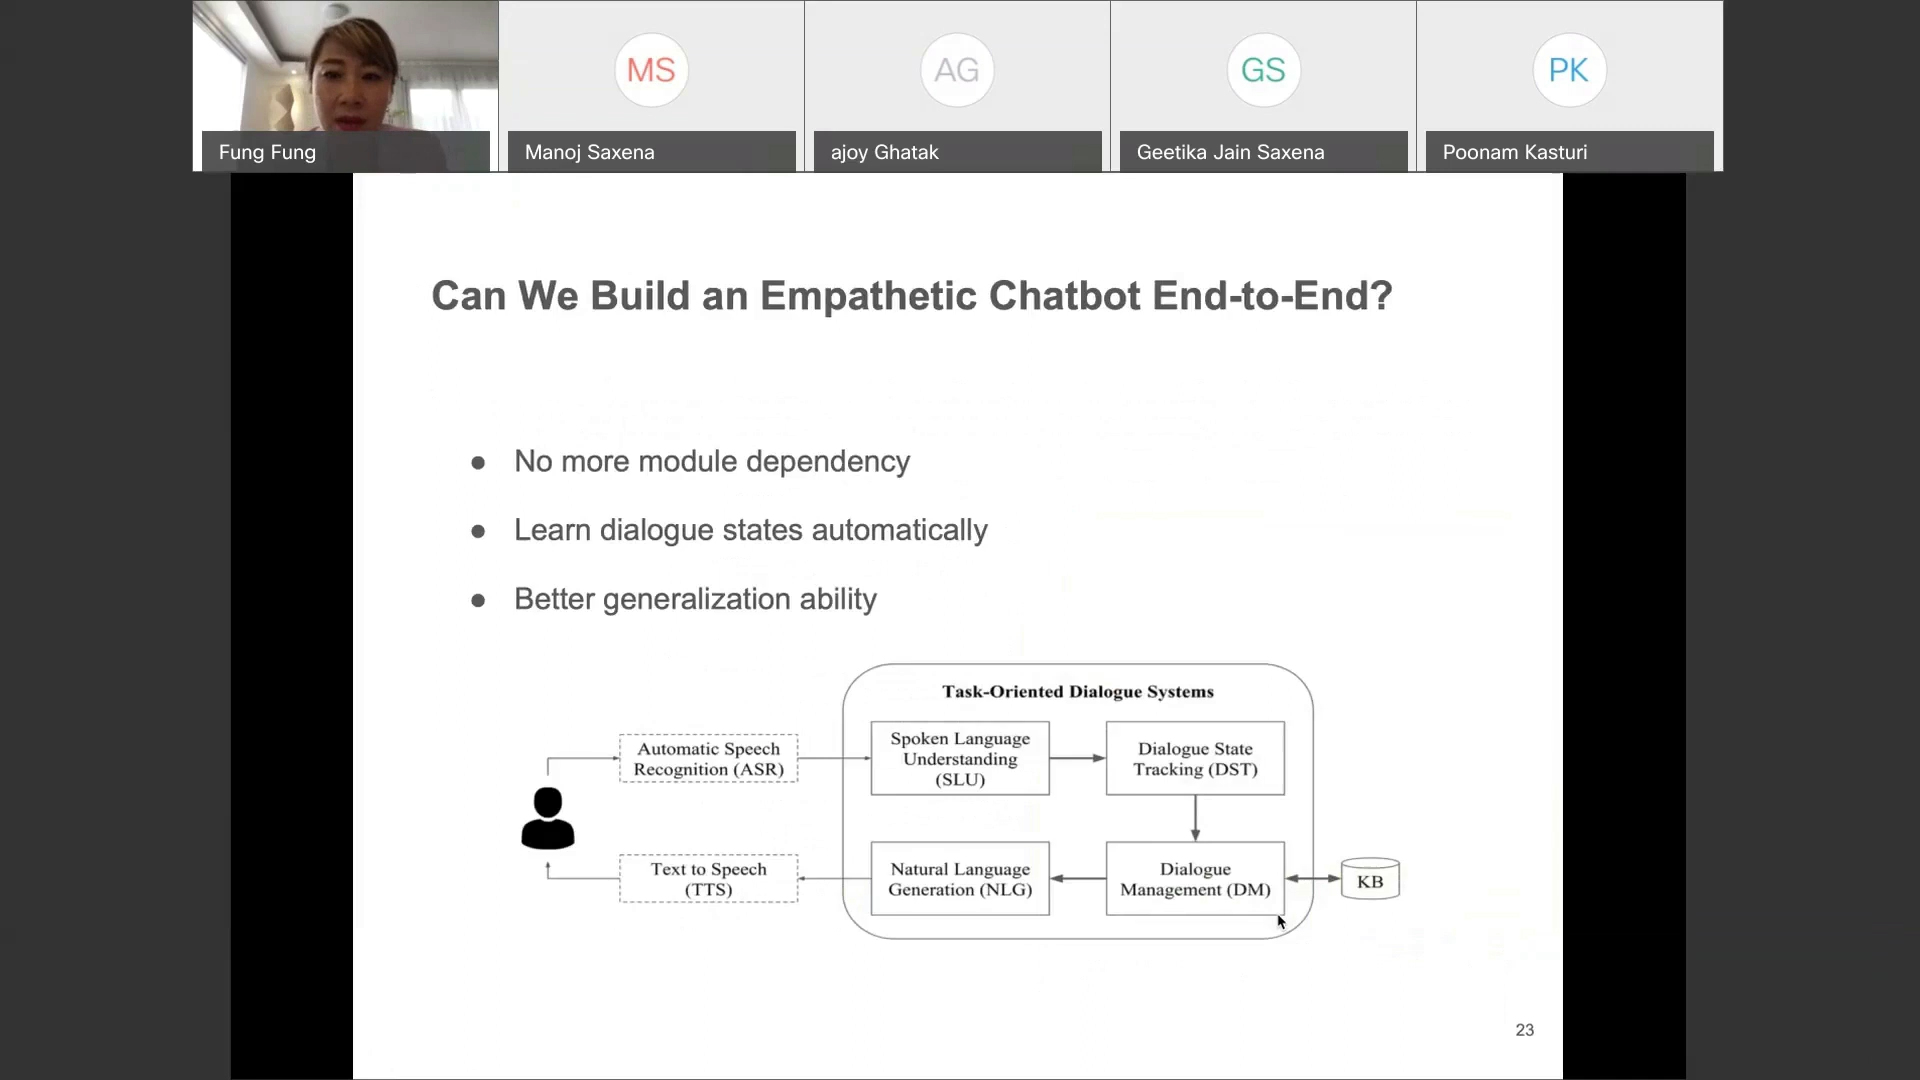 MS
AG
GS
PK
Fung Fung
Manoj Saxena
ajoy Ghatak
Geetika Jain Saxena
Poonam Kasturi
Can We Build an Empathetic Chatbot End-to-End?
● No more module dependency
● Learn dialogue states automatically
● Better generalization ability
Task-Oriented Dialogue Systems
Automatic Speech
Recognition (ASR)
Spoken Language
Understanding
(SLU)
Dialogue State
Tracking (DST)
Text to Speech
(TTS)
Natural Language
Generation (NLG)
Dialogue
Management (DM)
KB
23